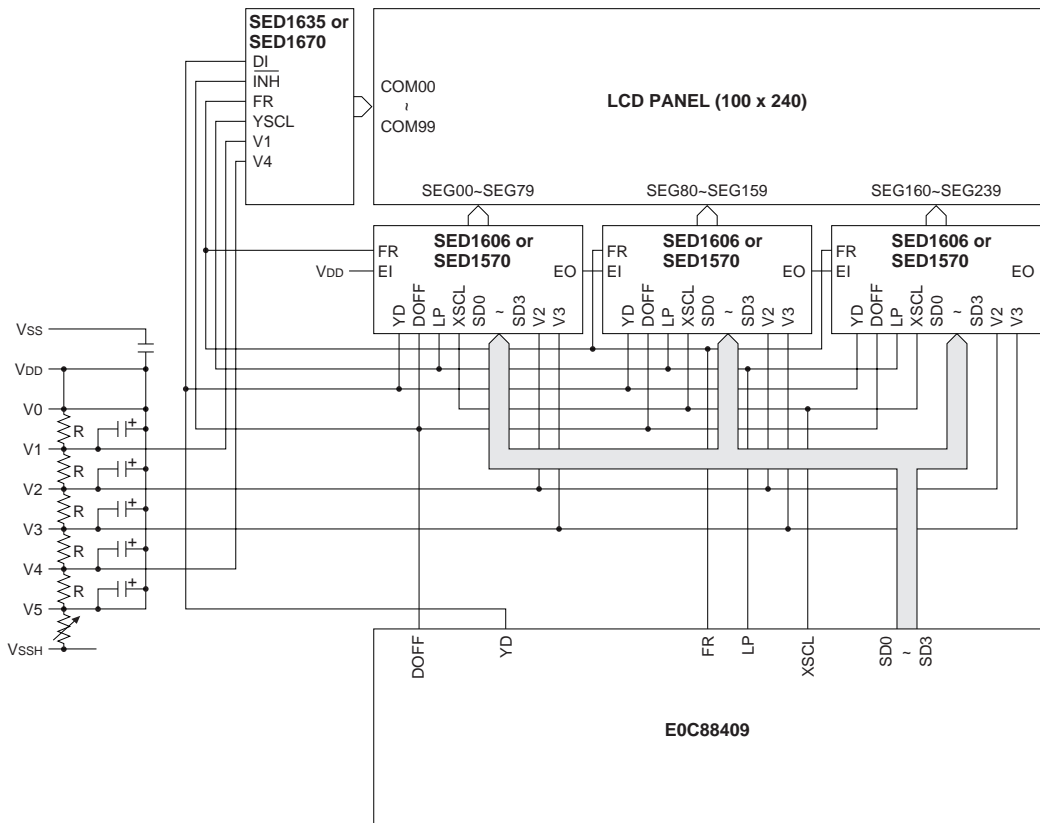 SED1635 or
SED1670
DI
INH
FR
YSCL
V1
V4
COM00
~
COM99
LCD PANEL (100 x 240)
SEG00~SEG79
SEG80~SEG159
SEG160~SEG239
SED1606 or
SED1570
FR
EI
EO
YD
DOFF
LP
XSCL
SD0
~
SD3
V2
V3
VDD
SED1606 or
SED1570
FR
EI
EO
YD
DOFF
LP
XSCL
SD0
~
SD3
V2
V3
SED1606 or
SED1570
FR
EI
EO
YD
DOFF
LP
XSCL
SD0
~
SD3
V2
V3
VSS
VDD
V0
R
+
V1
R
+
V2
R
+
V3
R
+
V4
R
+
V5
VSSH
DOFF
YD
FR
LP
XSCL
SD0
~
SD3
E0C88409